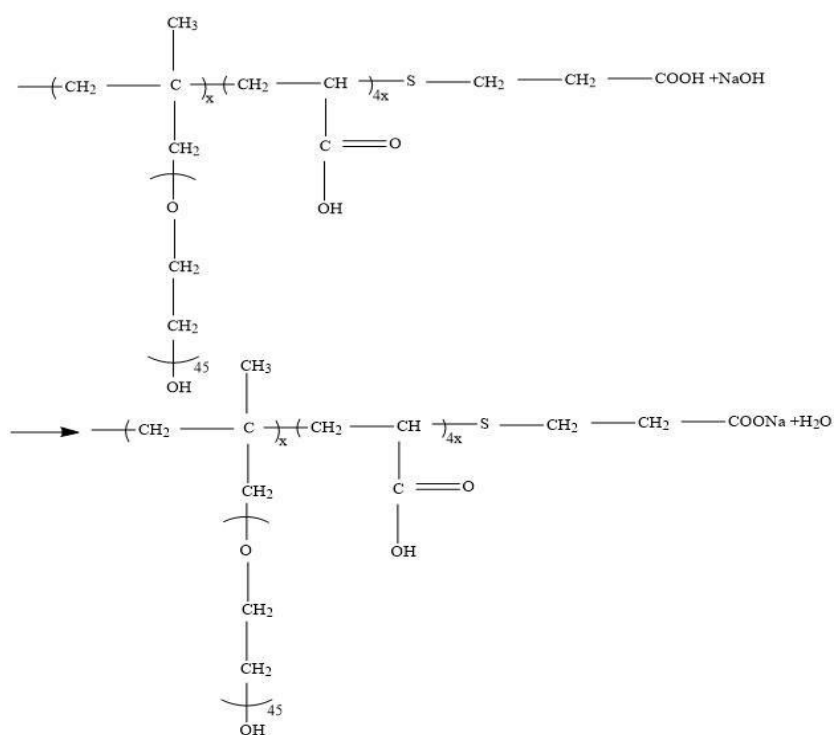 CH3
(CH2 C )x (CH2 CH )4x S CH2 CH2 COOH +NaOH
CH2 C O
O OH
CH2
CH2
45
OH CH3
(CH2 C )x (CH2 CH )4x S CH2 CH2 COONa +H2O
CH2 C O
O OH
CH2
CH2
45
OH